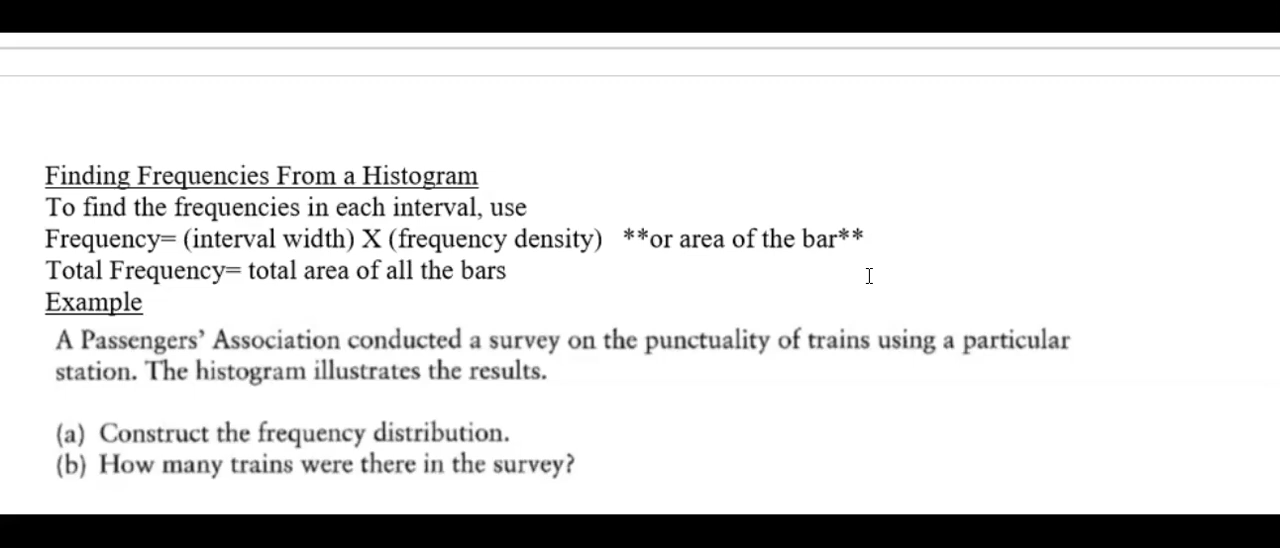 Finding Frequencies From a Histogram
To find the frequencies in each interval, use
Frequency= (interval width) X (frequency density)   **or area of the bar**
Total Frequency= total area of all the bars
Example
A Passengers’ Association conducted a survey on the punctuality of trains using a particular
station. The histogram illustrates the results.
(a) Construct the frequency distribution.
(b) How many trains were there in the survey?